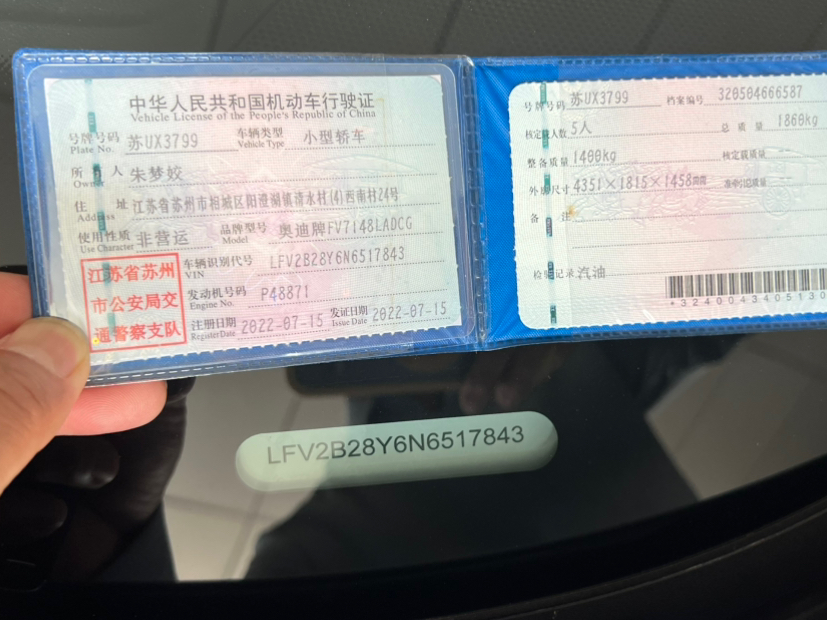 中华人民共和国机动车行驶证
Vehicle License of the People's Republic of China
号牌号码 苏UX3799 车辆类型 小型轿车
Plate No. Vehicle Type
所有人 朱梦姣
Owner
住址 江苏省苏州市相城区阳澄湖镇清水村(4)西南村24号
Address
使用性质 非营运 品牌型号 奥迪牌FV7148LADCG
Use Character Model
江苏省苏州
市公安局交
通警察支队
车辆识别代号 LFV2B28Y6N6517843
VIN
发动机号码 P48871
Engine No.
注册日期 2022-07-15 发证日期 2022-07-15
Register Date Issue Date
号牌号码 苏UX3799 档案编号 320504666587
核定载人数 5人 总质量 1860kg
整备质量 1400kg 核定载质量 --
外廓尺寸 4351×1815×1458mm 准牵引总质量 --
备注
检验记录 汽油
*3240043405130
LFV2B28Y6N6517843